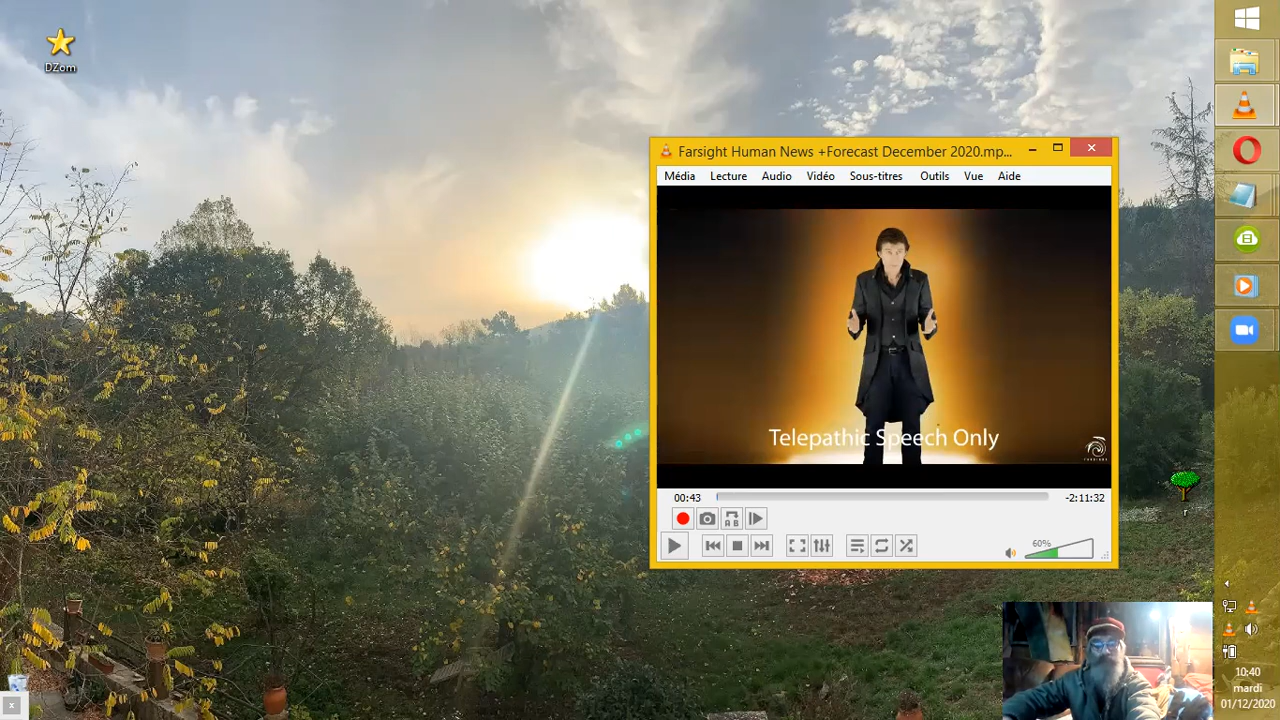 DZom
Farsight Human News +Forecast December 2020.mp...
Média Lecture Audio Vidéo Sous-titres Outils Vue Aide
Telepathic Speech Only
00:43
-2:11:32
A B
60%
r
10:40
mardi
01/12/2020